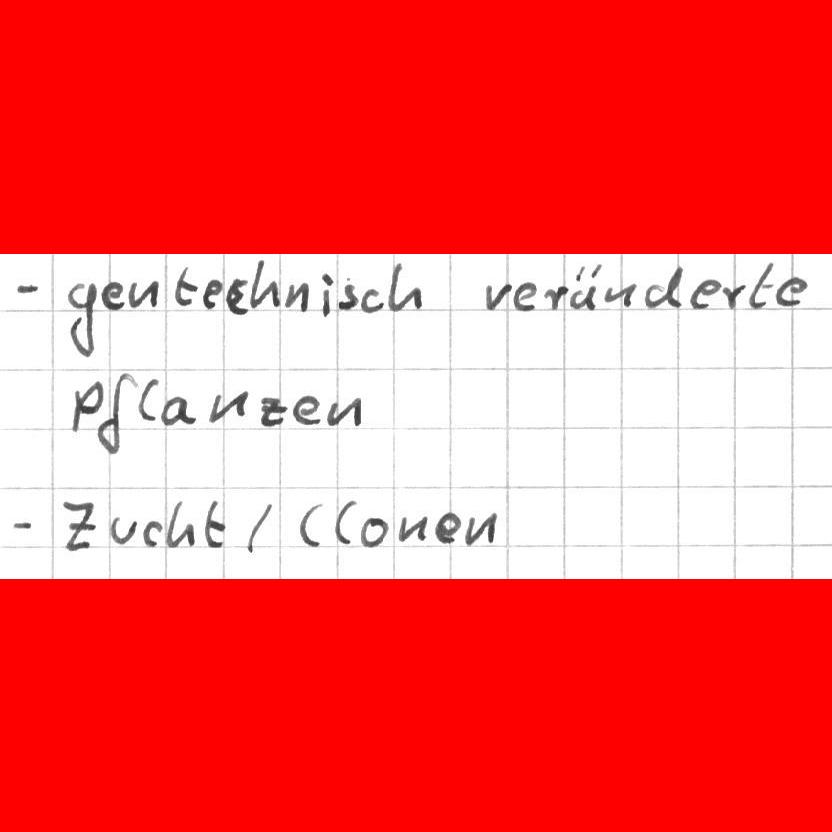 - gentechnisch veränderte
Pflanzen
- Zucht / Clonen